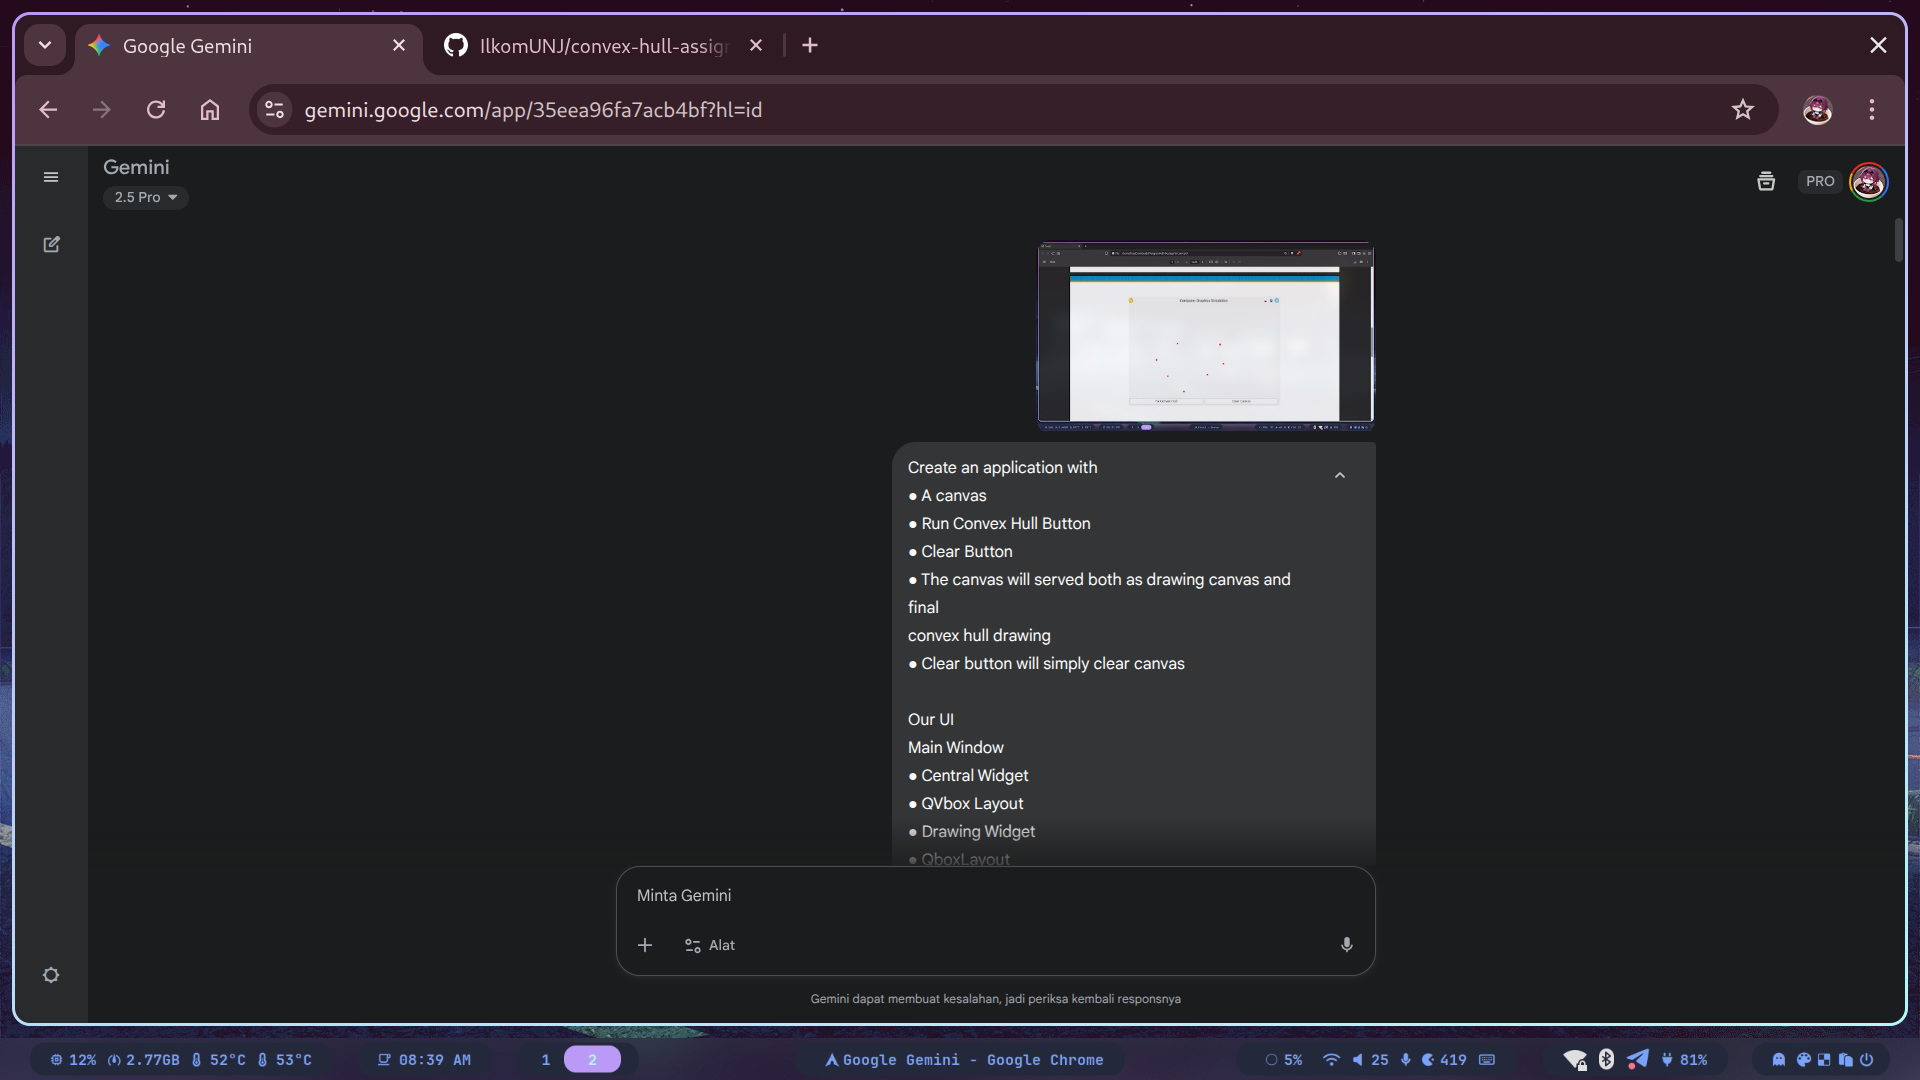 Google Gemini
IlkomUNJ/convex-hull-assig
gemini.google.com/app/35eea96fa7acb4bf?hl=id
Gemini
2.5 Pro
PRO
Computer Graphics Simulation
Create an application with
● A canvas
● Run Convex Hull Button
● Clear Button
● The canvas will served both as drawing canvas and
final
convex hull drawing
● Clear button will simply clear canvas
Our UI
Main Window
● Central Widget
● QVbox Layout
● Drawing Widget
● QboxLayout
Minta Gemini
Alat
Gemini dapat membuat kesalahan, jadi periksa kembali responsnya
12% 2.77GB 52°C 53°C
08:39 AM
1 2
Google Gemini - Google Chrome
5% 25 419
81%